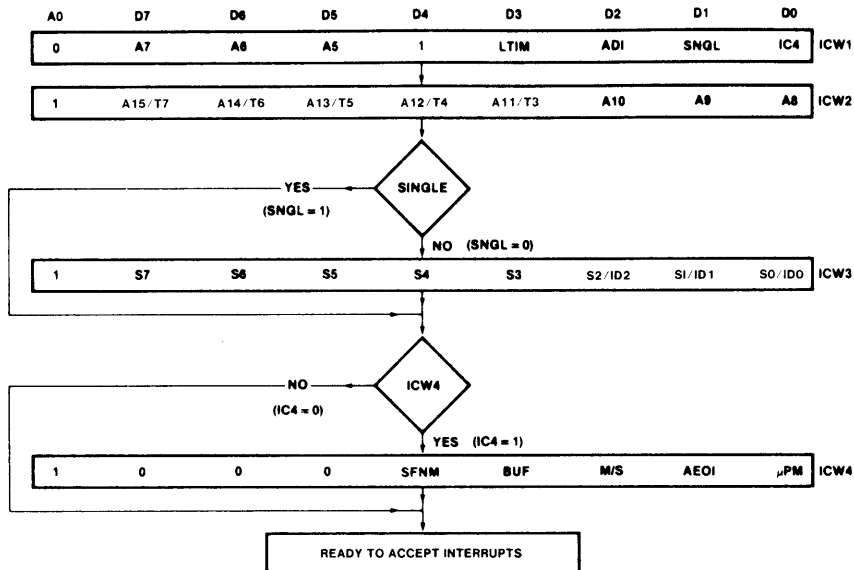 A0 D7 D6 D5 D4 D3 D2 D1 D0
0 A7 A6 A5 1 LTIM ADI SNGL IC4 ICW1
1 A15/T7 A14/T6 A13/T5 A12/T4 A11/T3 A10 A9 A8 ICW2
YES SINGLE
(SNGL = 1)
NO (SNGL = 0)
1 S7 S6 S5 S4 S3 S2/ID2 SI/ID1 S0/ID0 ICW3
NO ICW4
(IC4 = 0)
YES (IC4 = 1)
1 0 0 0 SFNM BUF M/S AEOI μPM ICW4
READY TO ACCEPT INTERRUPTS